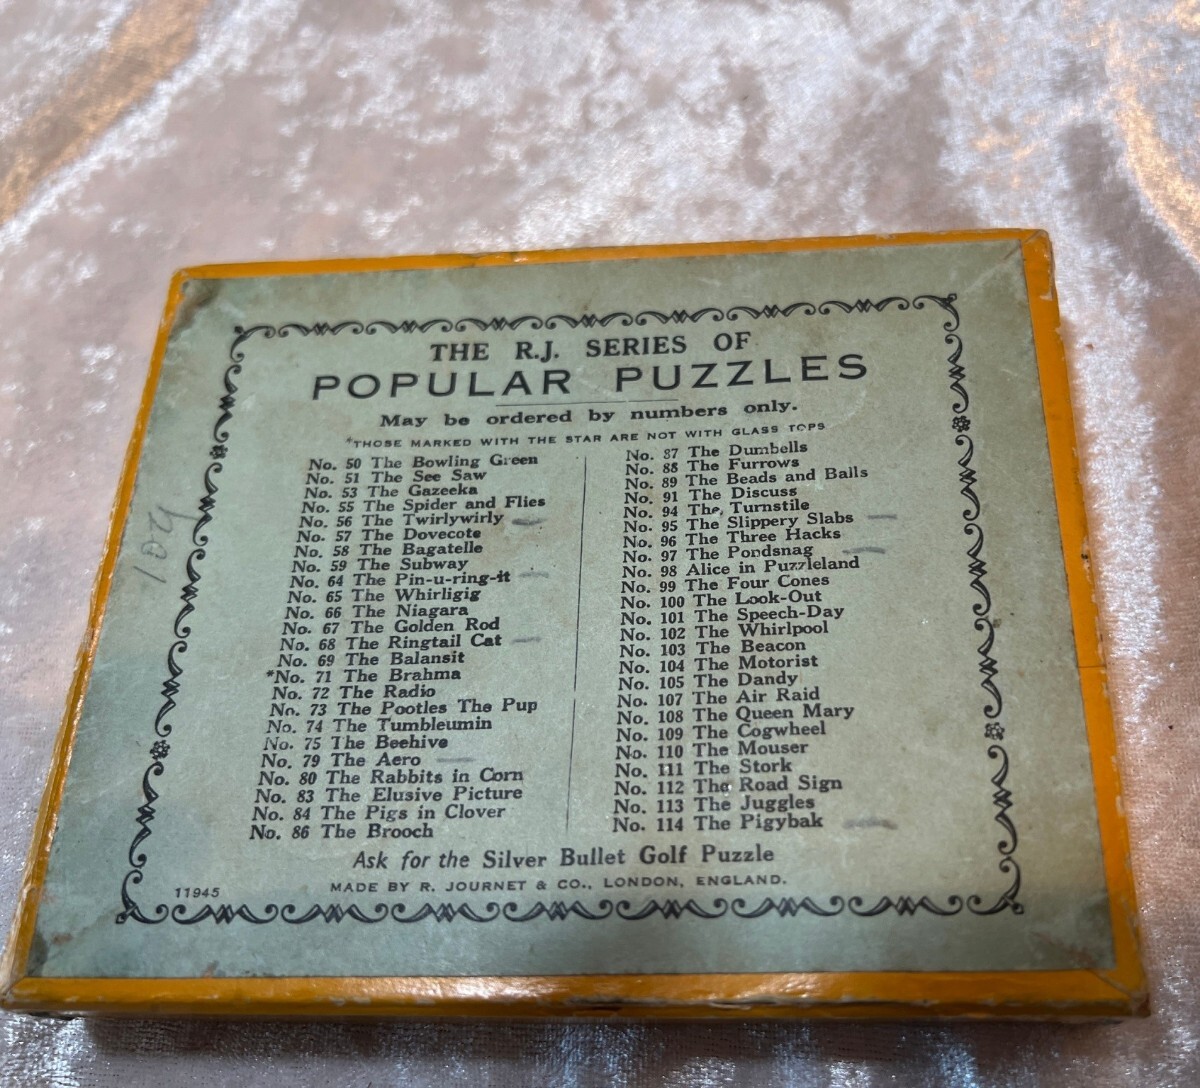 THE R.J. SERIES OF
POPULAR PUZZLES
May be ordered by numbers only.
*THOSE MARKED WITH THE STAR ARE NOT WITH GLASS TOPS
No. 50 The Bowling Green
No. 51 The See Saw
No. 53 The Gazeeka
No. 55 The Spider and Flies
No. 56 The Twirlywirly
No. 57 The Dovecote
No. 58 The Bagatelle
No. 59 The Subway
No. 64 The Pin-u-ring-it
No. 65 The Whirligig
No. 66 The Niagara
No. 67 The Golden Rod
No. 68 The Ringtail Cat
No. 69 The Balansit
*No. 71 The Brahma
No. 72 The Radio
No. 73 The Pootles The Pup
No. 74 The Tumbleumin
No. 75 The Beehive
No. 79 The Aero
No. 80 The Rabbits in Corn
No. 83 The Elusive Picture
No. 84 The Pigs in Clover
No. 86 The Brooch
No. 87 The Dumbells
No. 88 The Furrows
No. 89 The Beads and Balls
No. 91 The Discuss
No. 94 The Turnstile
No. 95 The Slippery Slabs
No. 96 The Three Hacks
No. 97 The Pondsnag
No. 98 Alice in Puzzleland
No. 99 The Four Cones
No. 100 The Look-Out
No. 101 The Speech-Day
No. 102 The Whirlpool
No. 103 The Beacon
No. 104 The Motorist
No. 105 The Dandy
No. 107 The Air Raid
No. 108 The Queen Mary
No. 109 The Cogwheel
No. 110 The Mouser
No. 111 The Stork
No. 112 The Road Sign
No. 113 The Juggles
No. 114 The Pigybak
Ask for the Silver Bullet Golf Puzzle
MADE BY R. JOURNET & CO., LONDON, ENGLAND.
11945